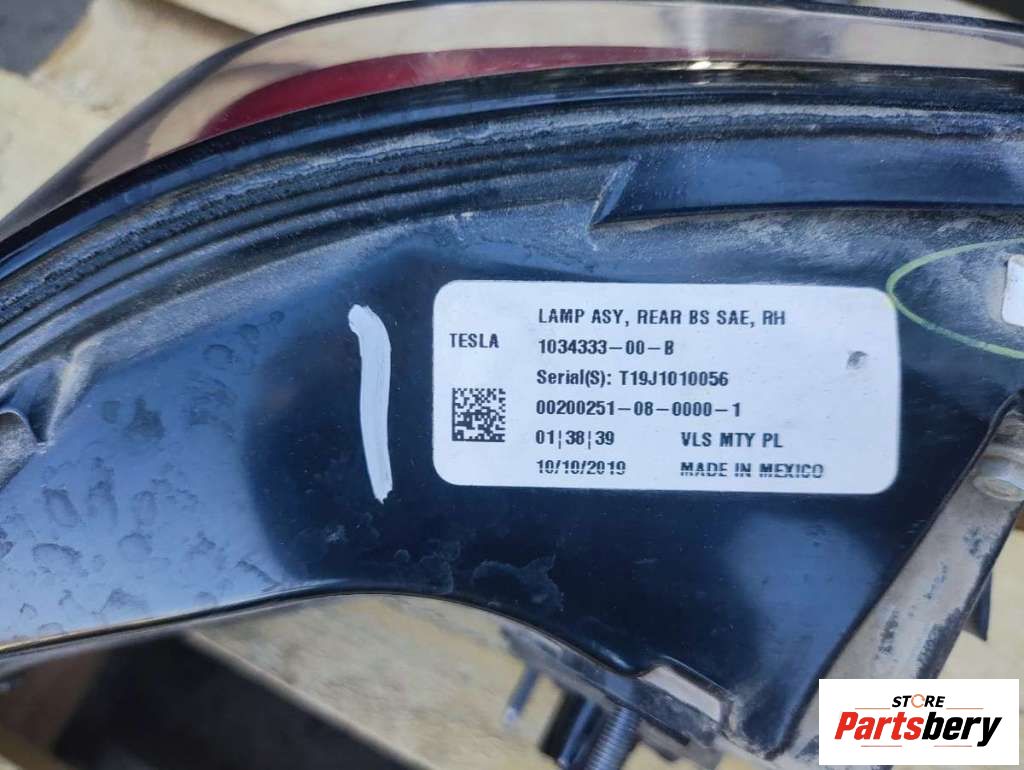 LAMP ASY, REAR BS SAE, RH
TESLA
1034333-00-B
Serial(S): T19J1010056
00200251-08-0000-1
01|38|39 VLS MTY PL
10/10/2019 MADE IN MEXICO
STORE
Partsbery